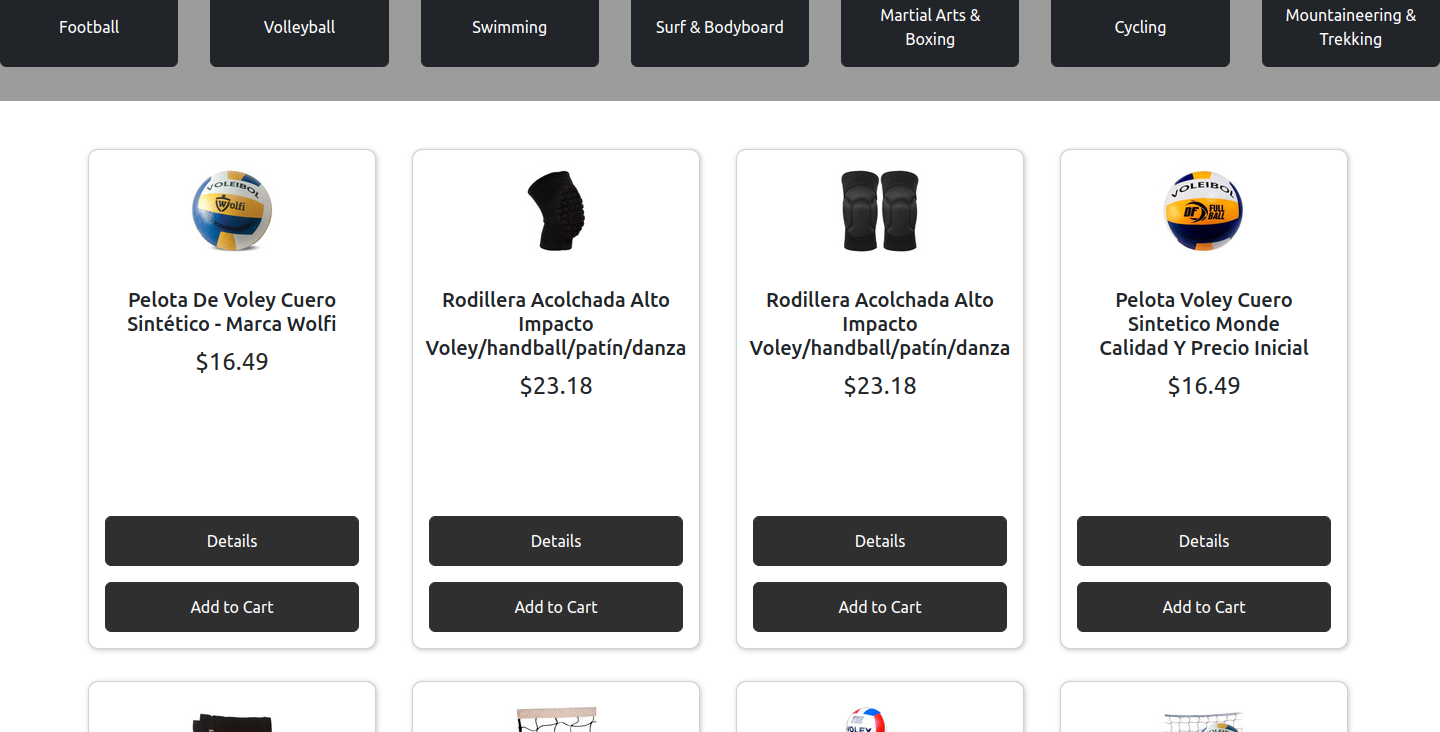 Football
Volleyball
Swimming
Surf & Bodyboard
Martial Arts &
Boxing
Cycling
Mountaineering &
Trekking
VOLEIBOL
Wolfi
Pelota De Voley Cuero
Sintético - Marca Wolfi
$16.49
Details
Add to Cart
Rodillera Acolchada Alto
Impacto
Voley/handball/patín/danza
$23.18
Details
Add to Cart
Rodillera Acolchada Alto
Impacto
Voley/handball/patín/danza
$23.18
Details
Add to Cart
VOLEIBOL
DF FULL
BALL
Pelota Voley Cuero
Sintetico Monde
Calidad Y Precio Inicial
$16.49
Details
Add to Cart